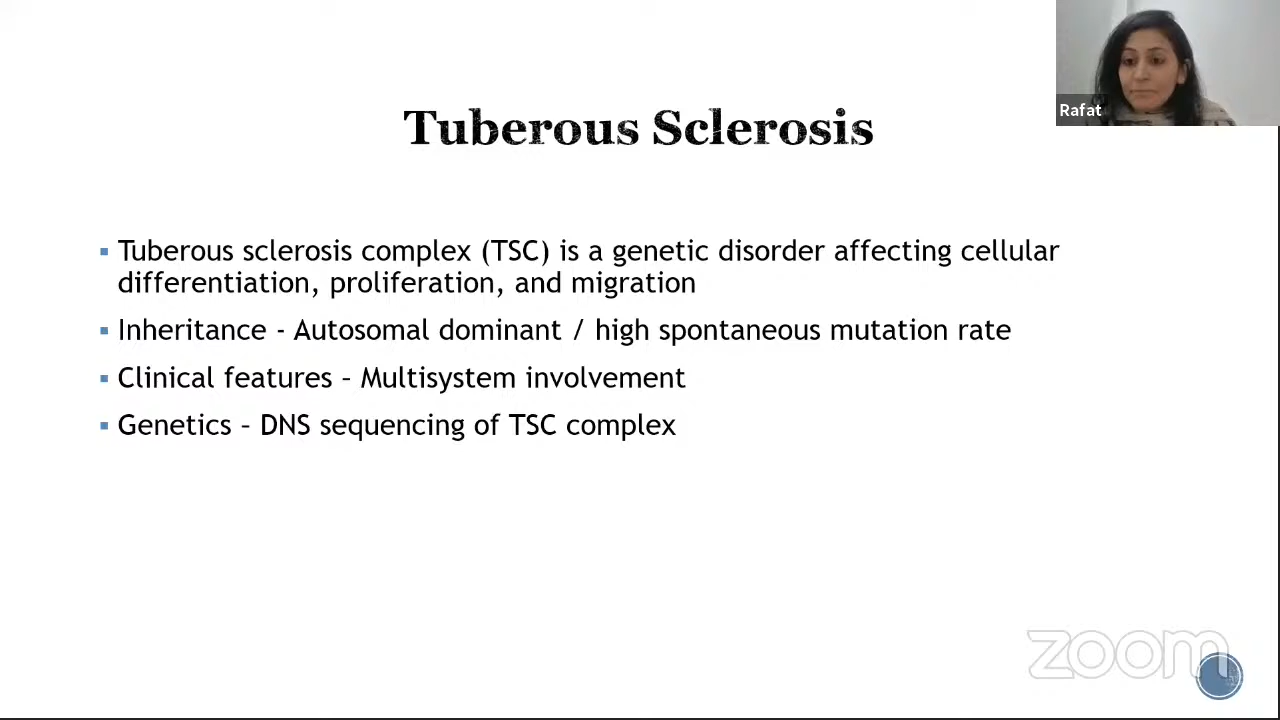 Rafat
Tuberous Sclerosis
▪ Tuberous sclerosis complex (TSC) is a genetic disorder affecting cellular
differentiation, proliferation, and migration
▪ Inheritance - Autosomal dominant / high spontaneous mutation rate
▪ Clinical features – Multisystem involvement
▪ Genetics – DNS sequencing of TSC complex
zoom